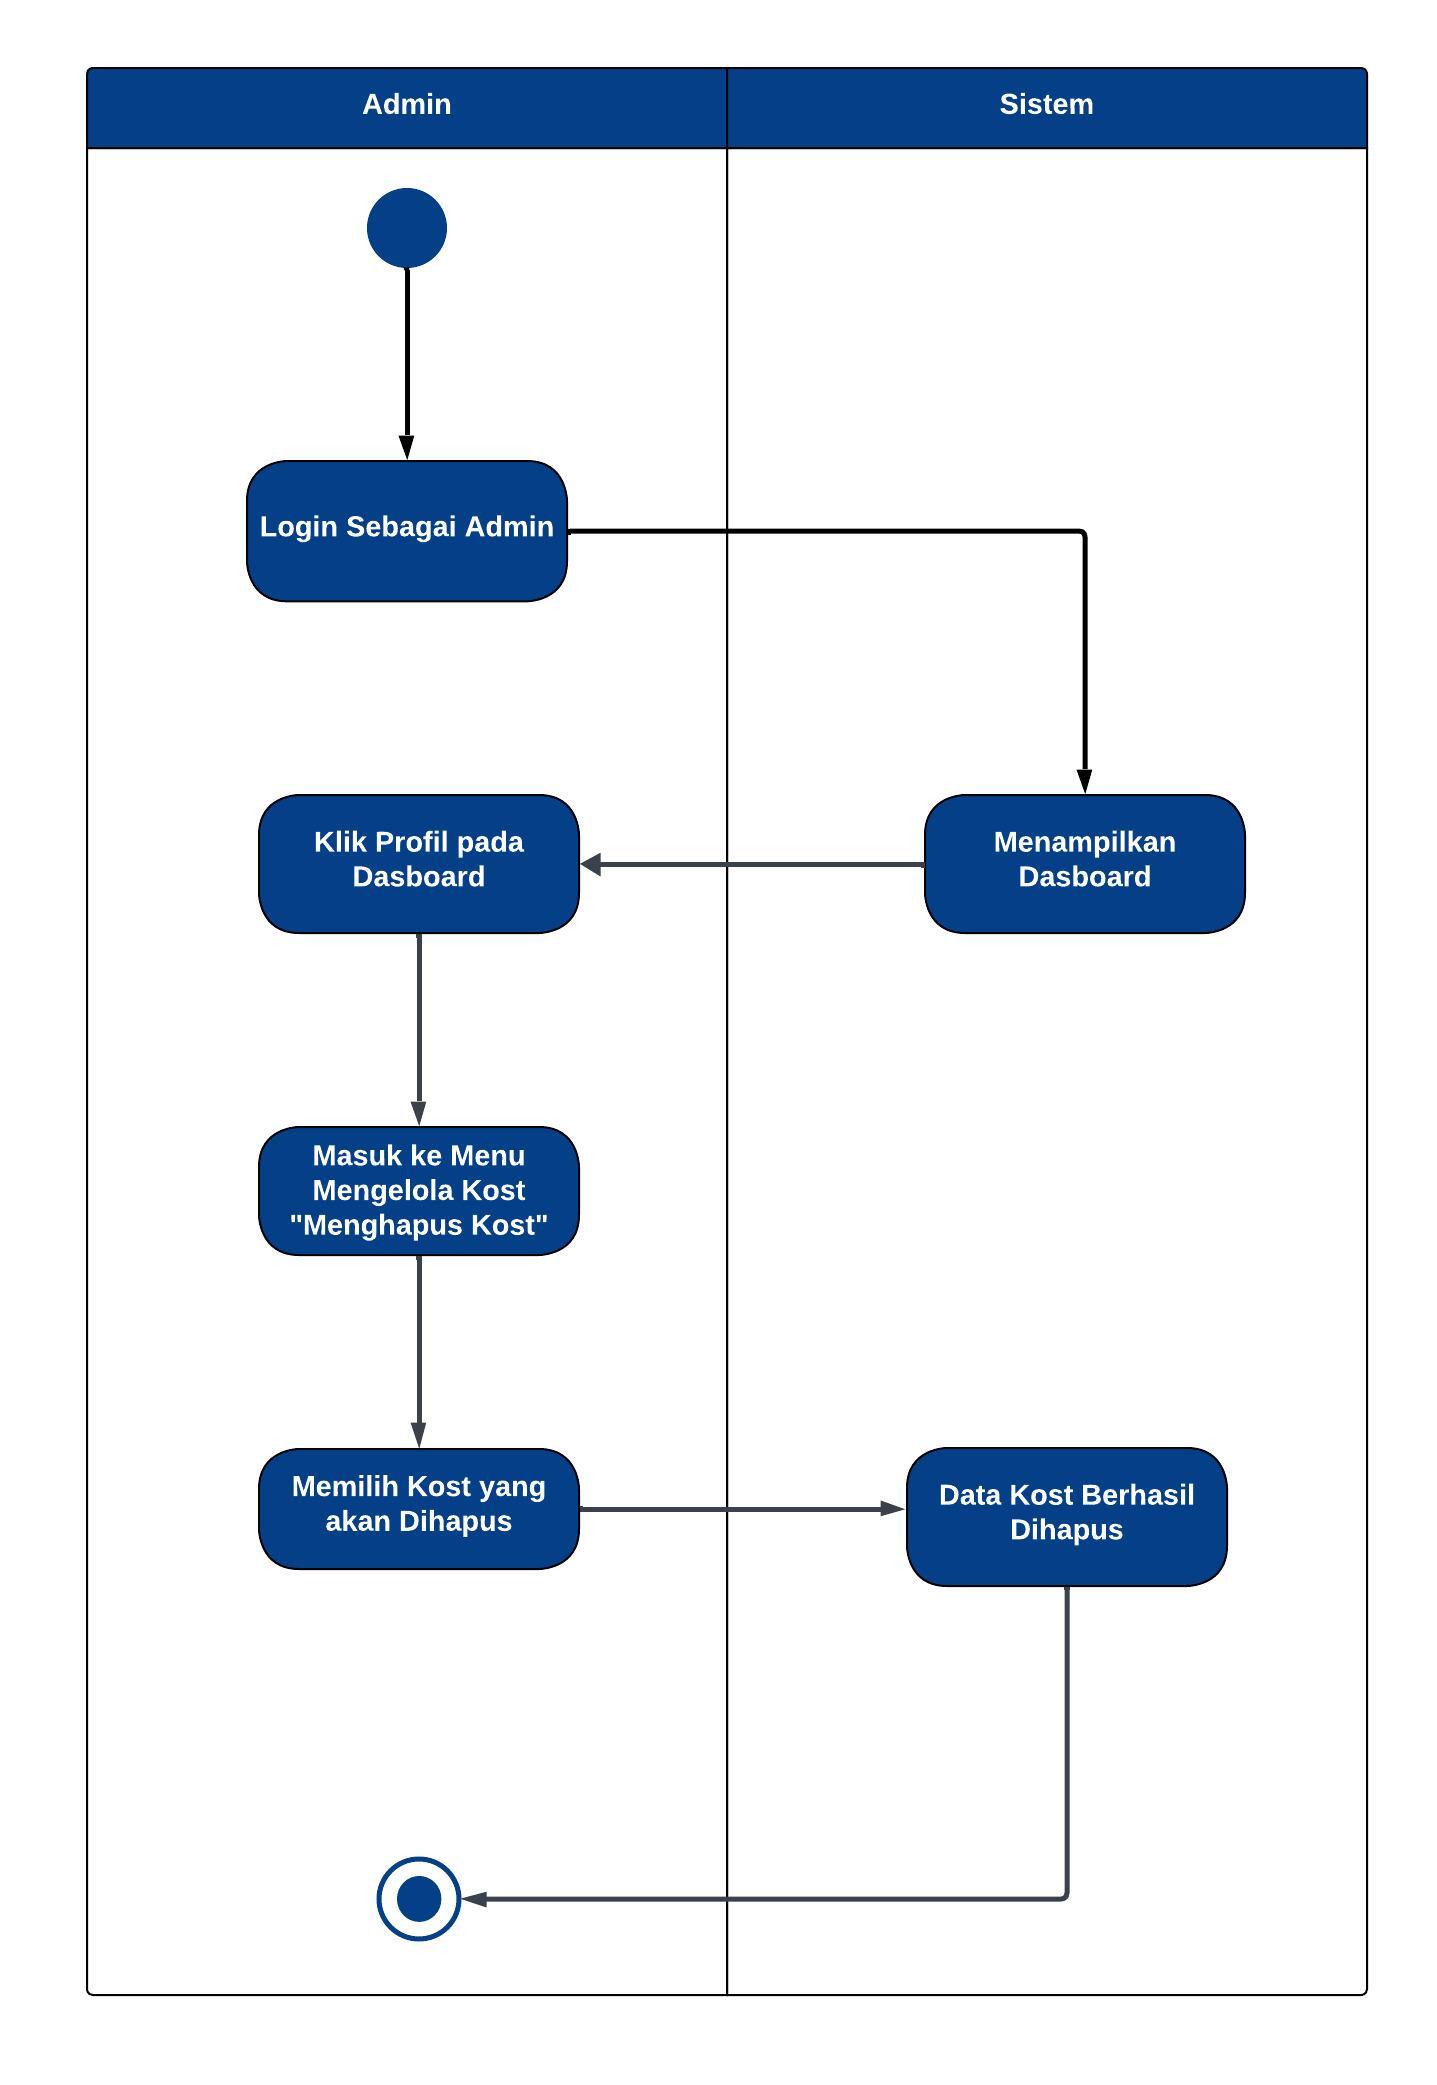 Admin
Sistem
Login Sebagai Admin
Klik Profil pada
Dasboard
Menampilkan
Dasboard
Masuk ke Menu
Mengelola Kost
"Menghapus Kost"
Memilih Kost yang
akan Dihapus
Data Kost Berhasil
Dihapus